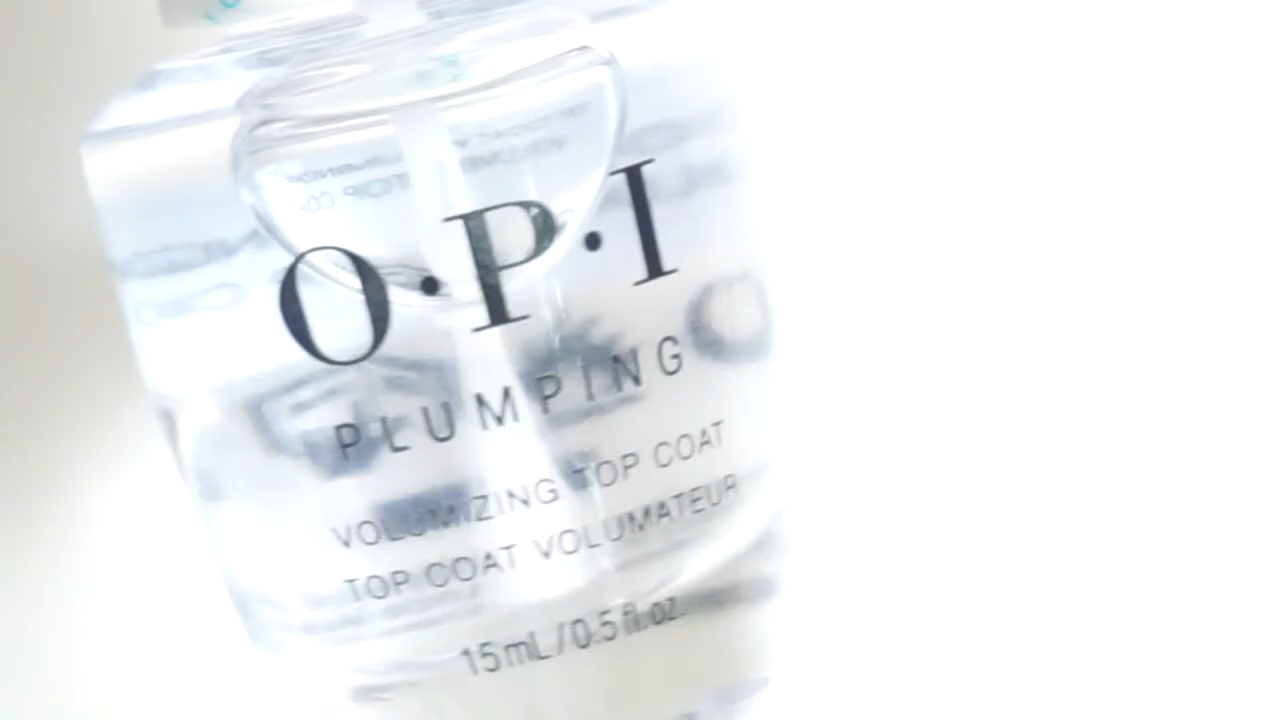 O·P·I
PLUMPING
VOLUMIZING TOP COAT
TOP COAT VOLUMATEUR
15mL/0.5 fl.oz.